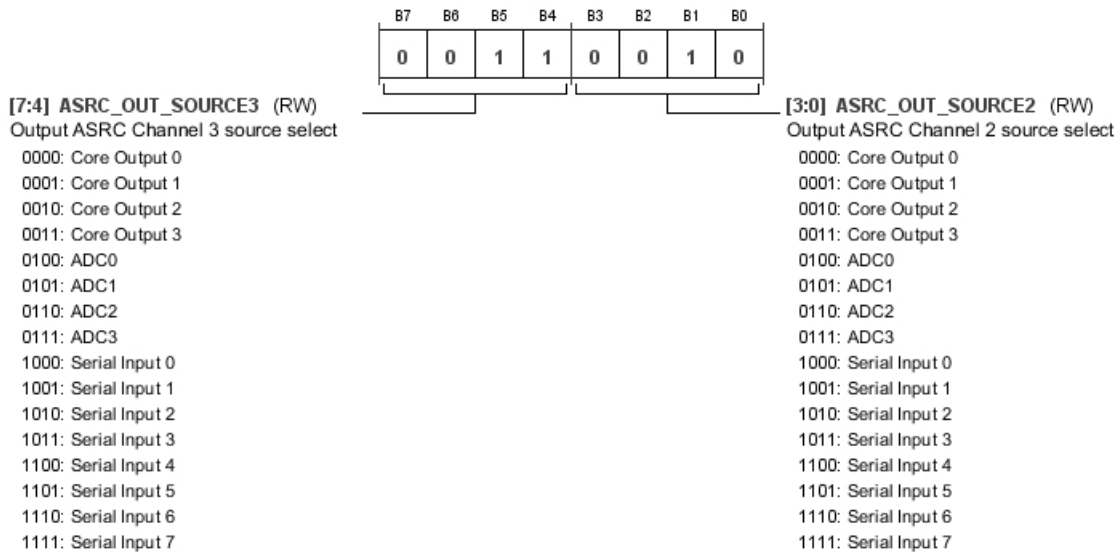 B7 B6 B5 B4 B3 B2 B1 B0
0 0 1 1 0 0 1 0
[7:4] ASRC_OUT_SOURCE3 (RW)
Output ASRC Channel 3 source select
0000: Core Output 0
0001: Core Output 1
0010: Core Output 2
0011: Core Output 3
0100: ADC0
0101: ADC1
0110: ADC2
0111: ADC3
1000: Serial Input 0
1001: Serial Input 1
1010: Serial Input 2
1011: Serial Input 3
1100: Serial Input 4
1101: Serial Input 5
1110: Serial Input 6
1111: Serial Input 7
[3:0] ASRC_OUT_SOURCE2 (RW)
Output ASRC Channel 2 source select
0000: Core Output 0
0001: Core Output 1
0010: Core Output 2
0011: Core Output 3
0100: ADC0
0101: ADC1
0110: ADC2
0111: ADC3
1000: Serial Input 0
1001: Serial Input 1
1010: Serial Input 2
1011: Serial Input 3
1100: Serial Input 4
1101: Serial Input 5
1110: Serial Input 6
1111: Serial Input 7